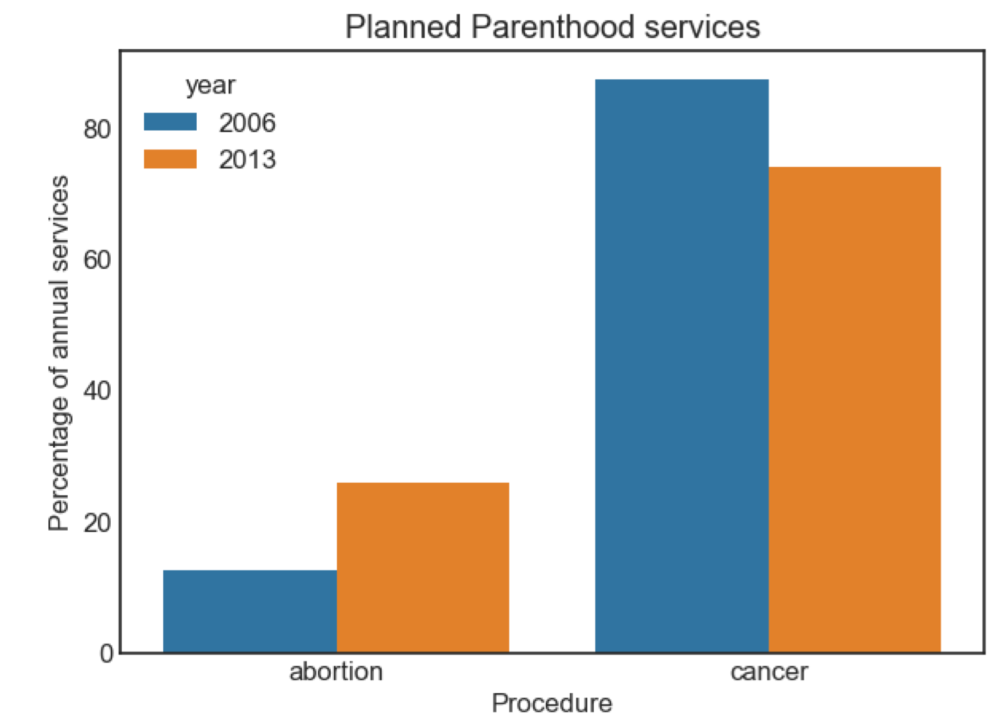 Planned Parenthood services
year
2006
2013
Percentage of annual services
80
60
40
20
0
abortion
cancer
Procedure